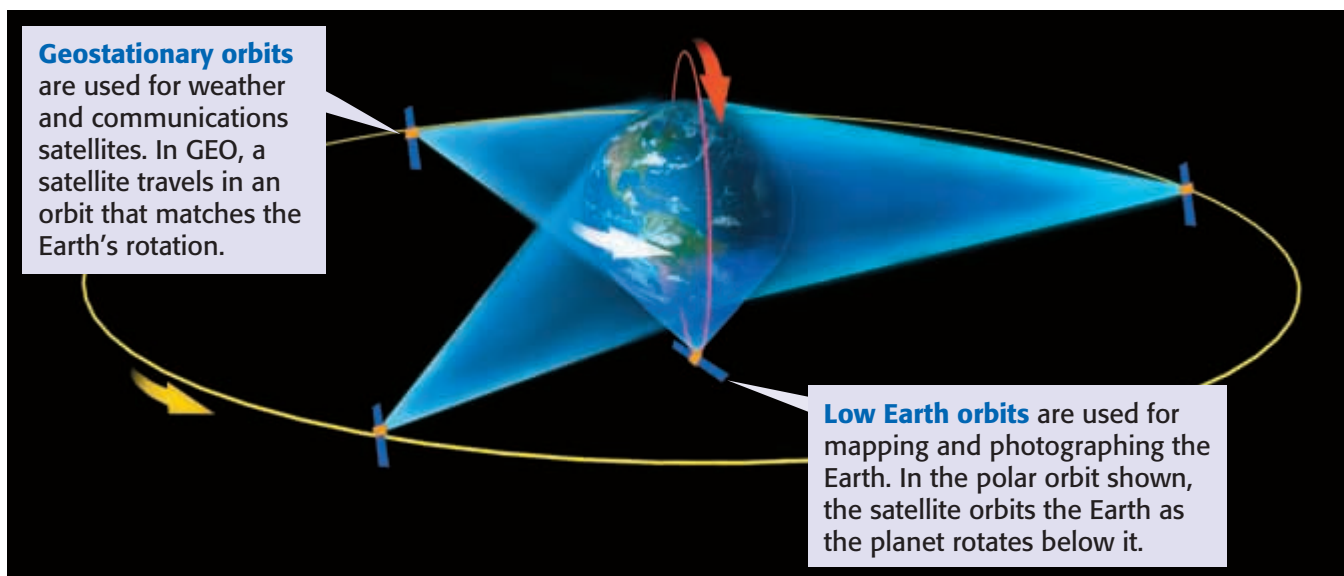 Geostationary orbits
are used for weather
and communications
satellites. In GEO, a
satellite travels in an
orbit that matches the
Earth’s rotation.
Low Earth orbits are used for
mapping and photographing the
Earth. In the polar orbit shown,
the satellite orbits the Earth as
the planet rotates below it.